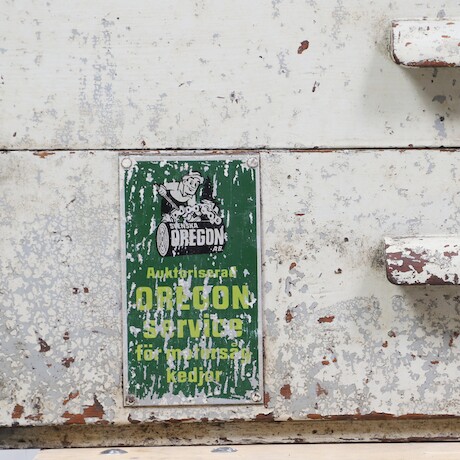 SVENSKA
OREGON
AB.
Auktoriserad
OREGON
service
för motorsåg
kedjor